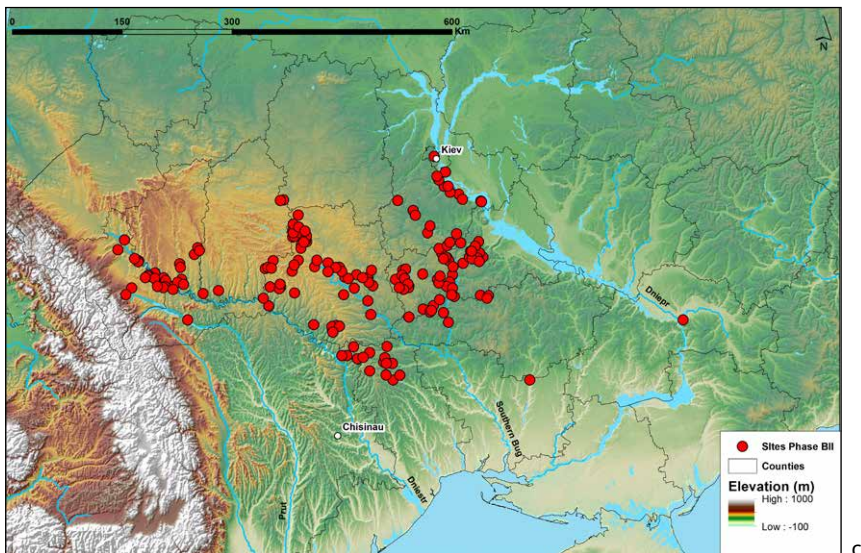 0 150 300 600
Km
N
Kiev
Dniepr
Chisinau
Southern Bug
Dniestr
Prut
SItes Phase BII
Counties
Elevation (m)
High : 1000
Low : -100
c